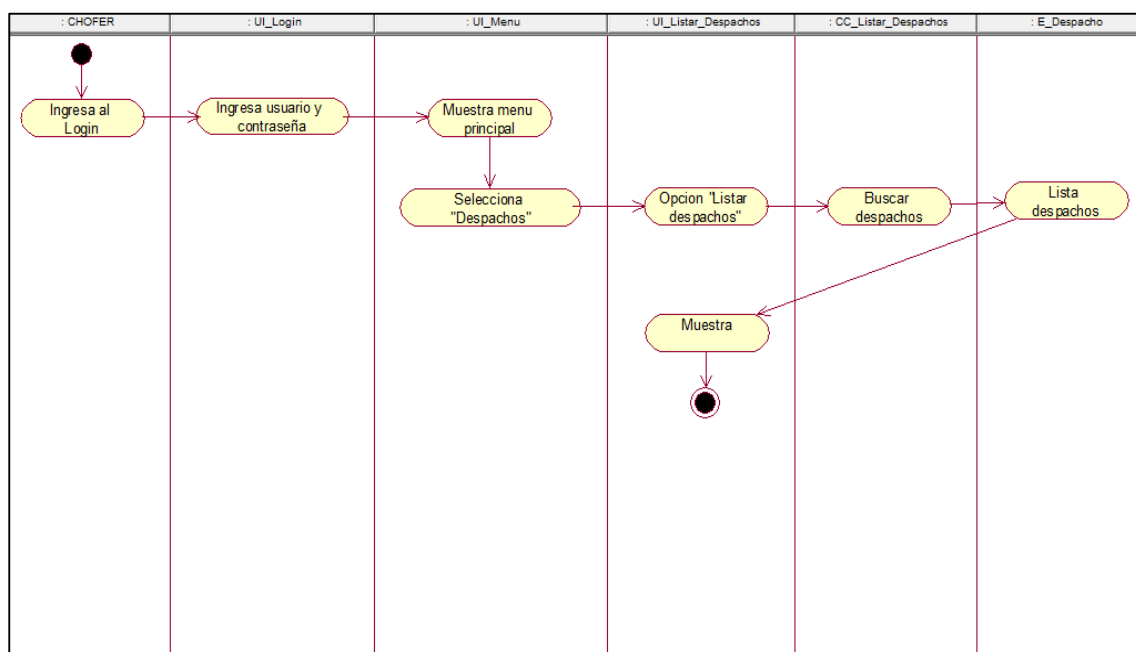 : CHOFER
: UI_Login
: UI_Menu
: UI_Listar_Despachos
: CC_Listar_Despachos
: E_Despacho
Ingresa al
Login
Ingresa usuario y
contraseña
Muestra menu
principal
Selecciona
"Despachos"
Opcion "Listar
despachos"
Buscar
despachos
Lista
despachos
Muestra